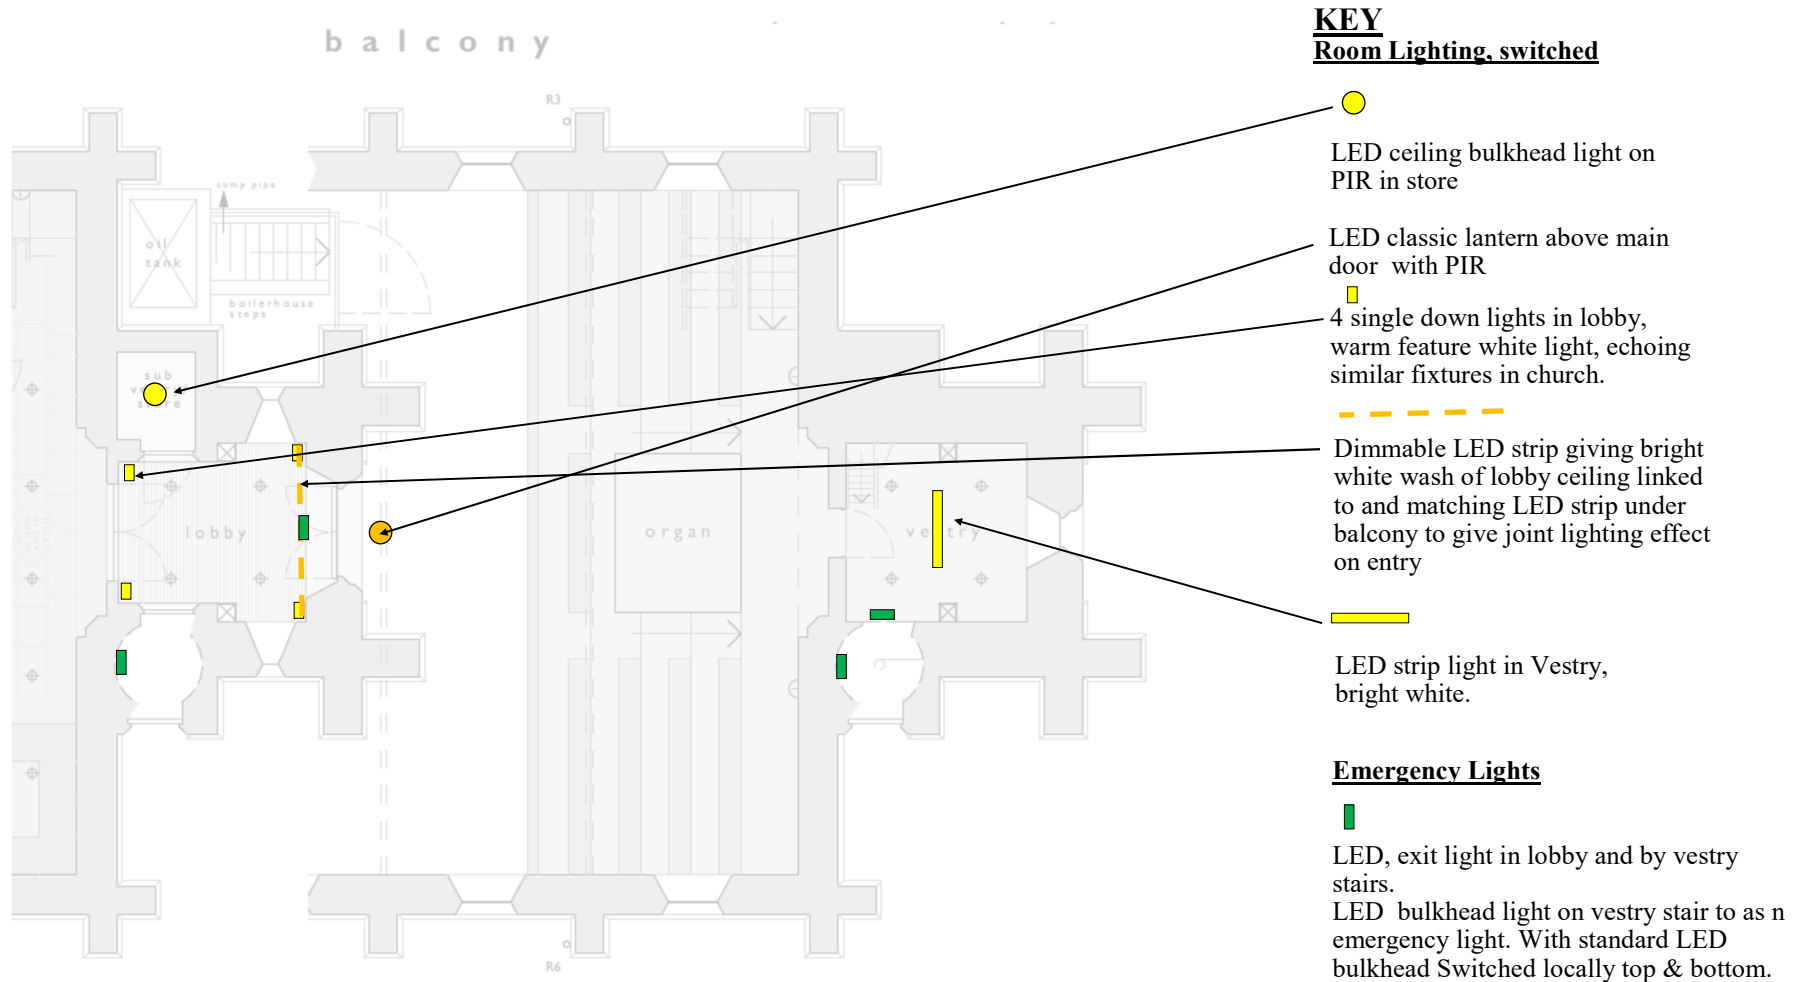 balcony
KEY
Room Lighting, switched
R3
LED ceiling bulkhead light on
PIR in store
sump pipe
oil
tank
boilerhouse
steps
LED classic lantern above main
door with PIR
4 single down lights in lobby,
warm feature white light, echoing
similar fixtures in church.
sub
store
Dimmable LED strip giving bright
white wash of lobby ceiling linked
to and matching LED strip under
balcony to give joint lighting effect
on entry
lobby
organ
vestry
LED strip light in Vestry,
bright white.
Emergency Lights
LED, exit light in lobby and by vestry
stairs.
LED bulkhead light on vestry stair to as n
emergency light. With standard LED
bulkhead Switched locally top & bottom.
R6